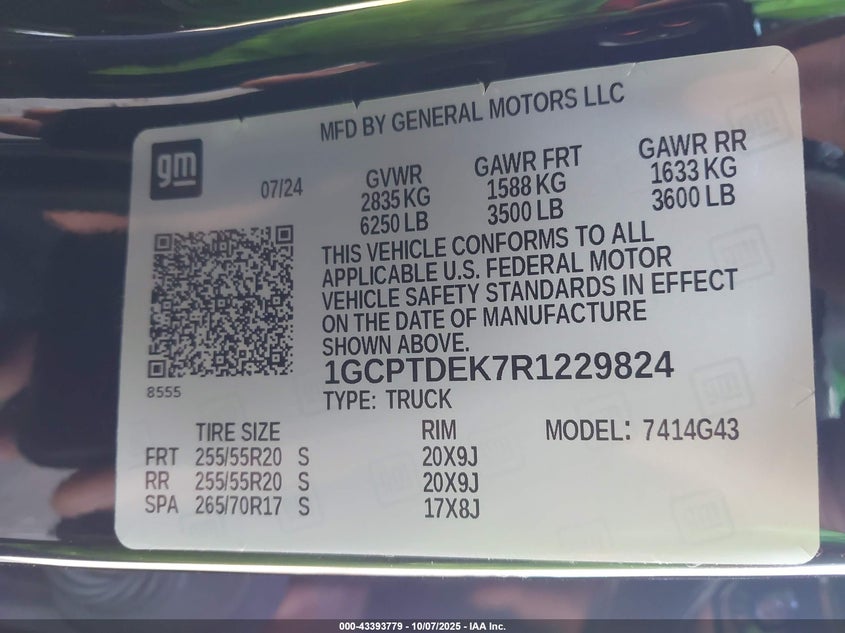 MFD BY GENERAL MOTORS LLC
gm
07/24
GVWR
2835 KG
6250 LB
GAWR FRT
1588 KG
3500 LB
GAWR RR
1633 KG
3600 LB
THIS VEHICLE CONFORMS TO ALL
APPLICABLE U.S. FEDERAL MOTOR
VEHICLE SAFETY STANDARDS IN EFFECT
ON THE DATE OF MANUFACTURE
SHOWN ABOVE.
8555
1GCPTDEK7R1229824
TYPE: TRUCK
TIRE SIZE RIM MODEL: 7414G43
FRT 255/55R20 S 20X9J
RR 255/55R20 S 20X9J
SPA 265/70R17 S 17X8J
000-43393779 - 10/07/2025 - IAA Inc.